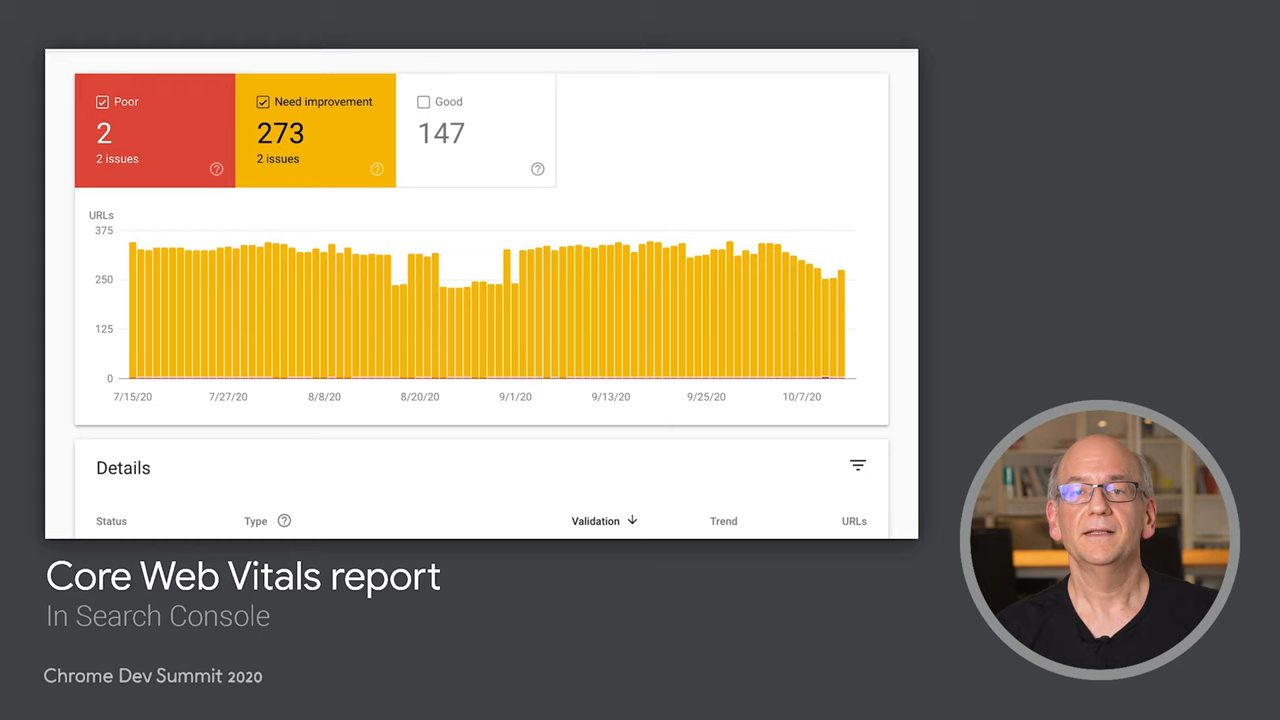 Poor
2
2 issues
Need improvement
273
2 issues
Good
147
URLs
375
250
125
0
7/15/20 7/27/20 8/8/20 8/20/20 9/1/20 9/13/20 9/25/20 10/7/20
Details
Status Type Validation Trend URLs
Core Web Vitals report
In Search Console
Chrome Dev Summit 2020